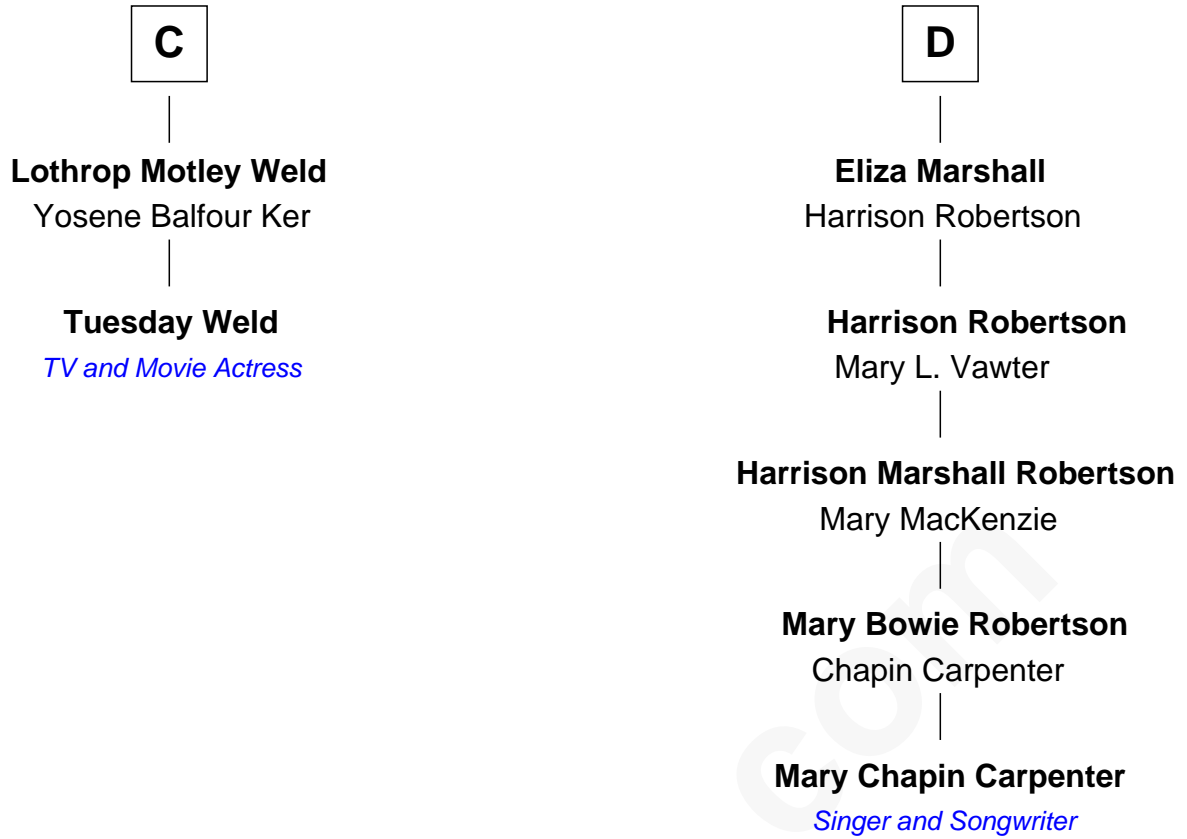 C
Lothrop Motley Weld
Yosene Balfour Ker
Tuesday Weld
TV and Movie Actress
D
Eliza Marshall
Harrison Robertson
Harrison Robertson
Mary L. Vawter
Harrison Marshall Robertson
Mary MacKenzie
Mary Bowie Robertson
Chapin Carpenter
Mary Chapin Carpenter
Singer and Songwriter
com